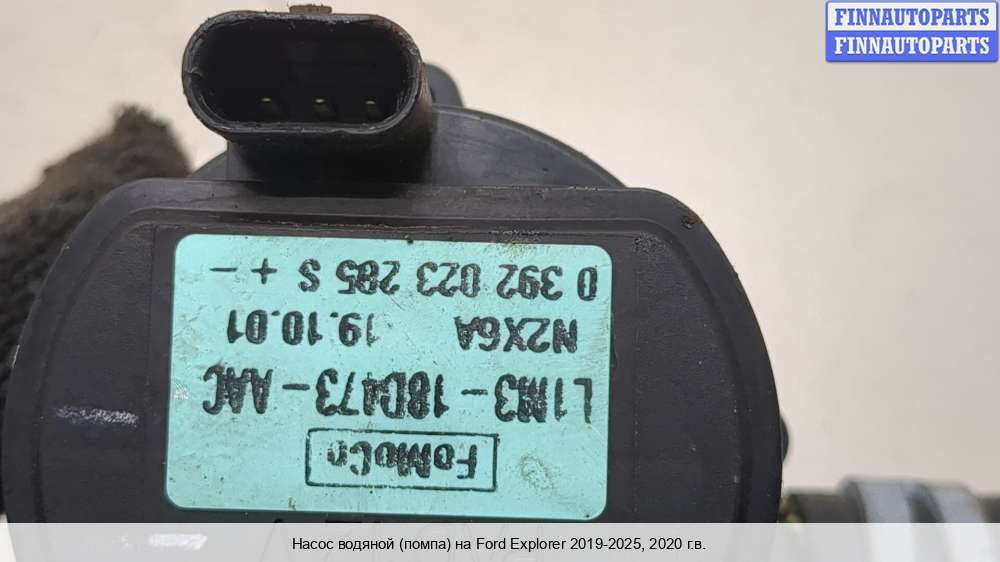 FINNAUTOPARTS
FINNAUTOPARTS
FoMoCo
L1M3-18D473-AAC
N2X6A 19.10.01
0 392 023 285 S + -
Насос водяной (помпа) на Ford Explorer 2019-2025, 2020 г.в.